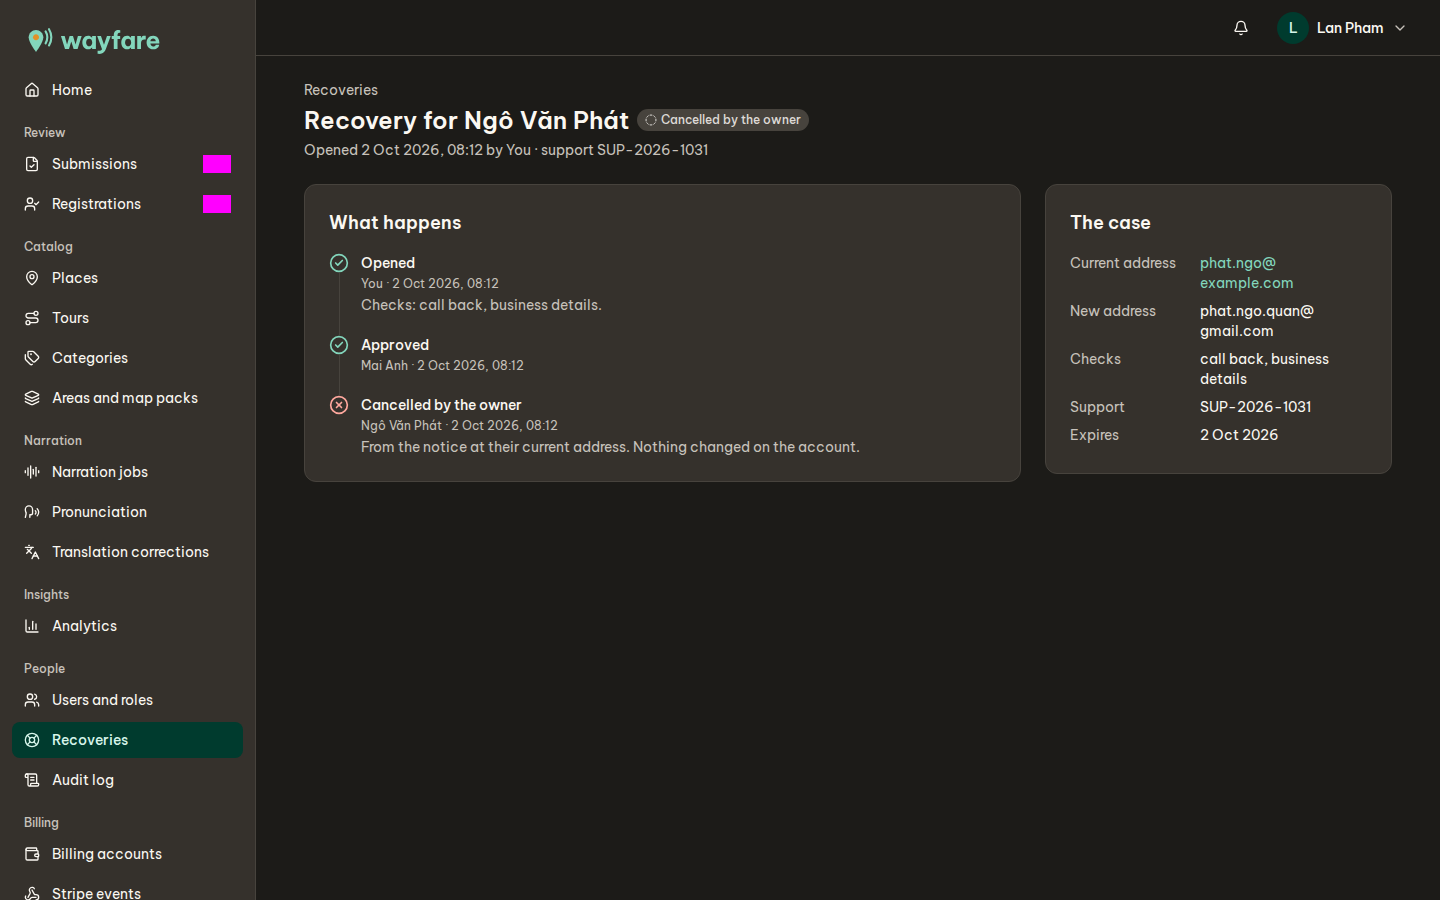 wayfare
Home
Review
Submissions
Registrations
Catalog
Places
Tours
Categories
Areas and map packs
Narration
Narration jobs
Pronunciation
Translation corrections
Insights
Analytics
People
Users and roles
Recoveries
Audit log
Billing
Billing accounts
Stripe events
L Lan Pham
Recoveries
Recovery for Ngô Văn Phát Cancelled by the owner
Opened 2 Oct 2026, 08:12 by You · support SUP-2026-1031
What happens
Opened
You · 2 Oct 2026, 08:12
Checks: call back, business details.
Approved
Mai Anh · 2 Oct 2026, 08:12
Cancelled by the owner
Ngô Văn Phát · 2 Oct 2026, 08:12
From the notice at their current address. Nothing changed on the account.
The case
Current address phat.ngo@
example.com
New address phat.ngo.quan@
gmail.com
Checks call back, business
details
Support SUP-2026-1031
Expires 2 Oct 2026